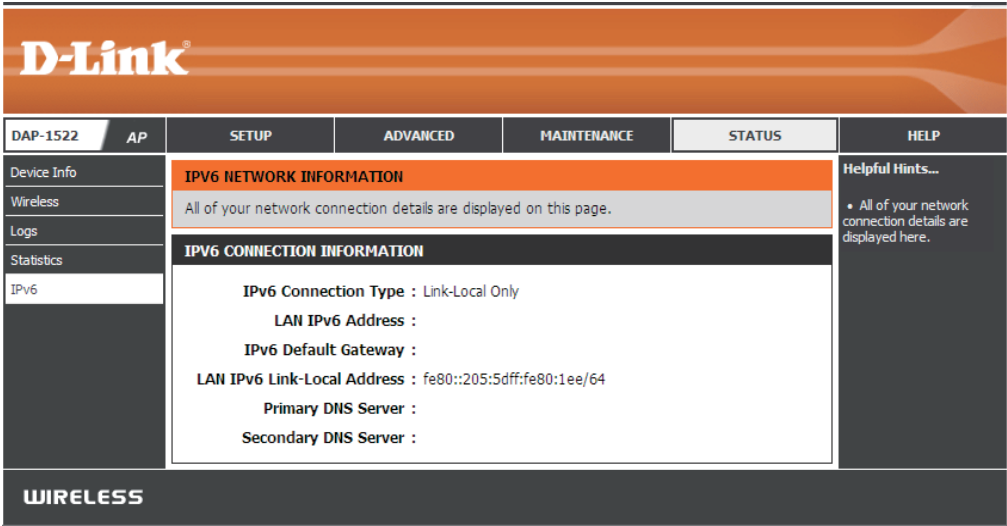 D-Link®
DAP-1522 AP SETUP ADVANCED MAINTENANCE STATUS HELP
Device Info
Wireless
Logs
Statistics
IPv6
IPV6 NETWORK INFORMATION
All of your network connection details are displayed on this page.
IPV6 CONNECTION INFORMATION
IPv6 Connection Type : Link-Local Only
LAN IPv6 Address :
IPv6 Default Gateway :
LAN IPv6 Link-Local Address : fe80::205:5dff:fe80:1ee/64
Primary DNS Server :
Secondary DNS Server :
Helpful Hints...
• All of your network
connection details are
displayed here.
WIRELESS